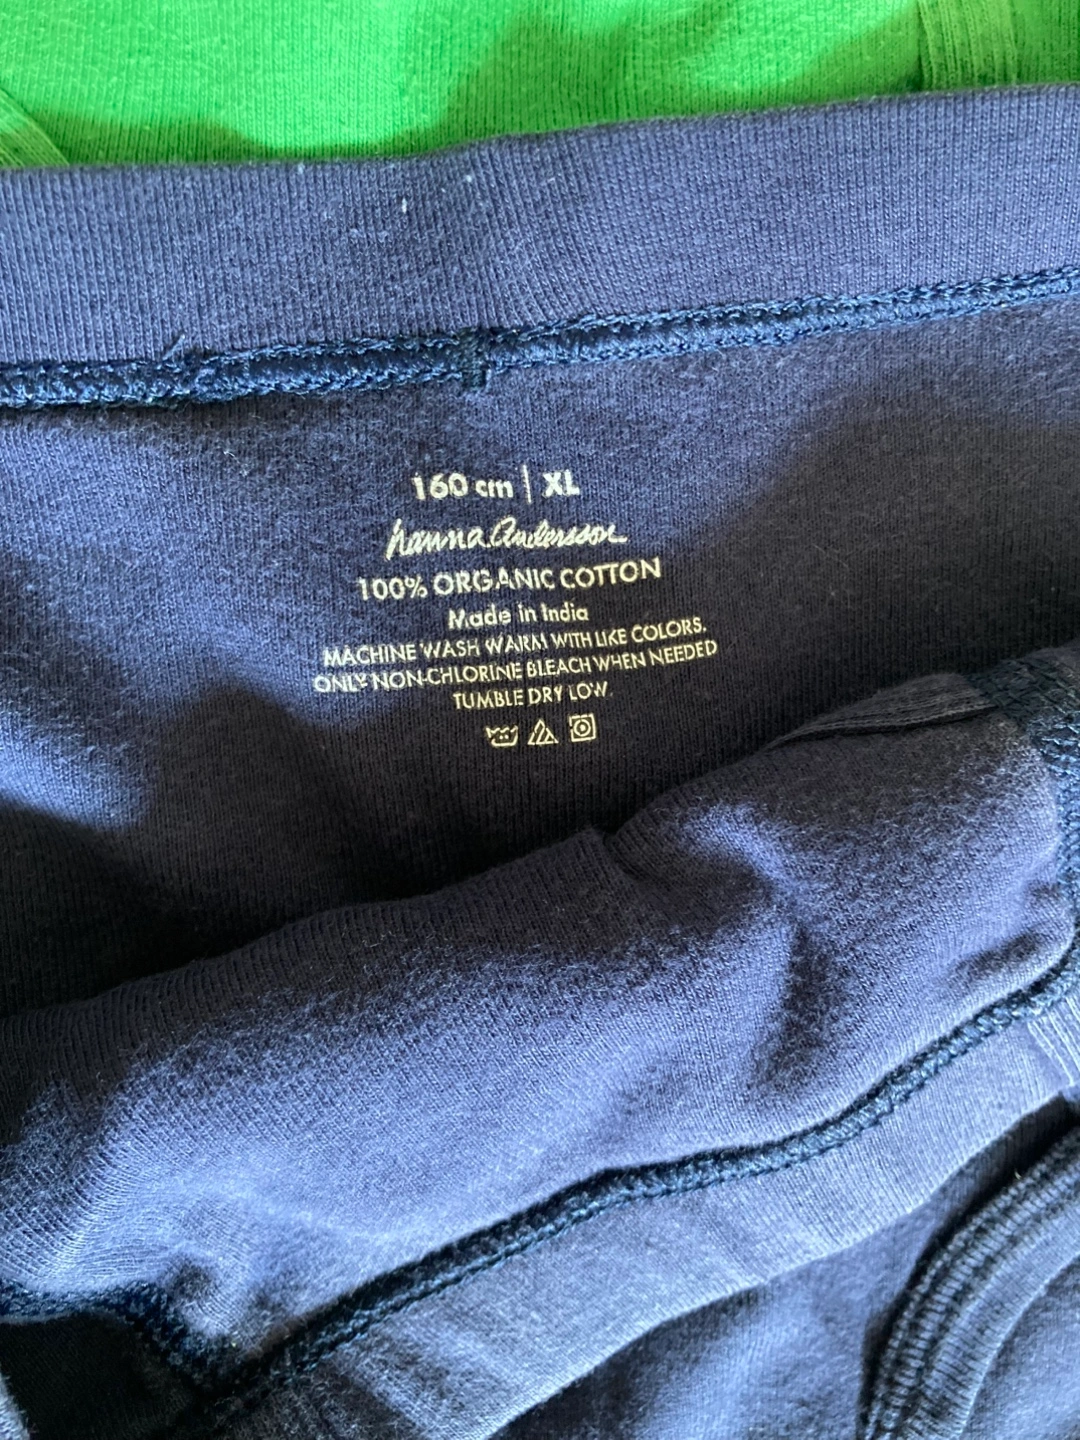 160 cm | XL
hanna Andersson
100% ORGANIC COTTON
Made in India
MACHINE WASH WARM WITH LIKE COLORS.
ONLY NON-CHLORINE BLEACH WHEN NEEDED
TUMBLE DRY LOW